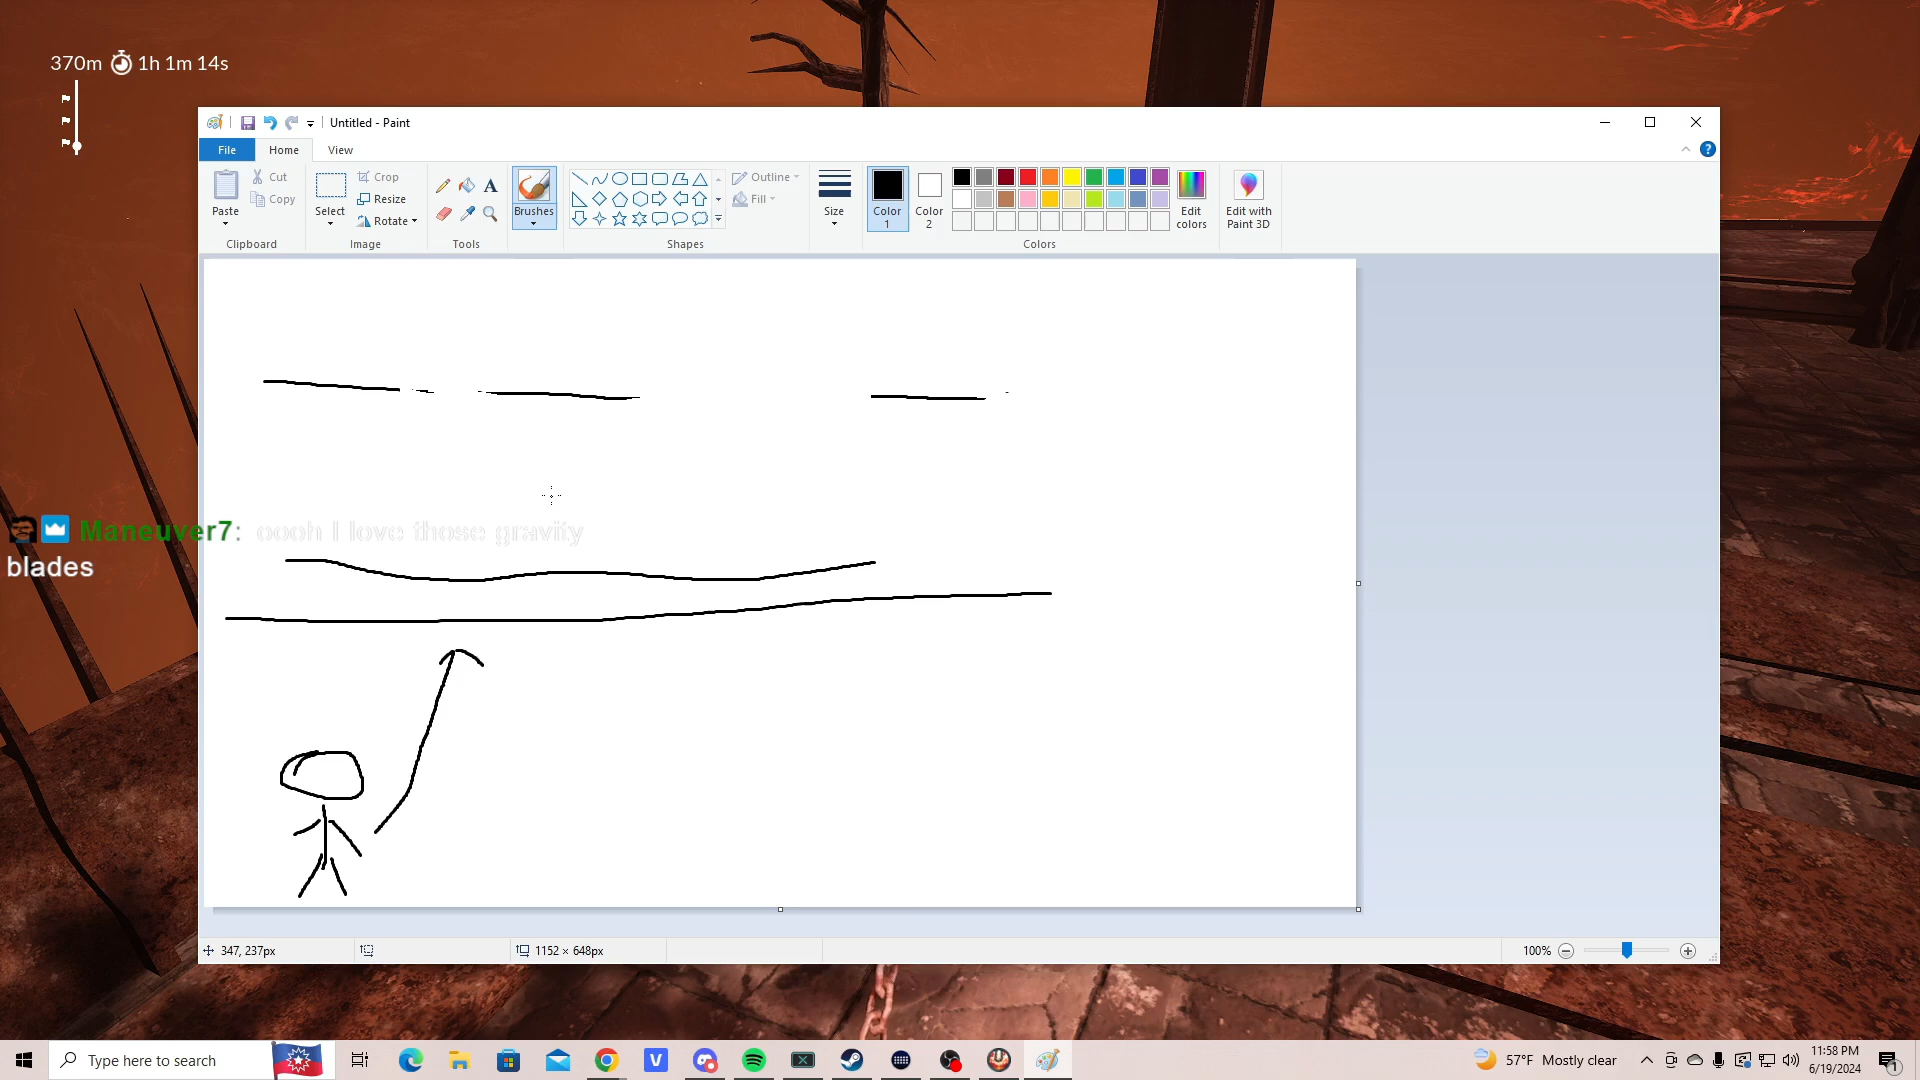 370m 1h 1m 14s
Untitled - Paint
File Home View
Paste
Cut
Copy
Clipboard
Select
Crop
Resize
Rotate
Image
A
Tools
Brushes
Shapes
Outline
Fill
Size
Color
1
Color
2
Edit
colors
Colors
Edit with
Paint 3D
Maneuver7: oooh I love those gravity
blades
347, 237px
1152 × 648px
100%
Type here to search
57°F Mostly clear
11:58 PM
6/19/2024
1